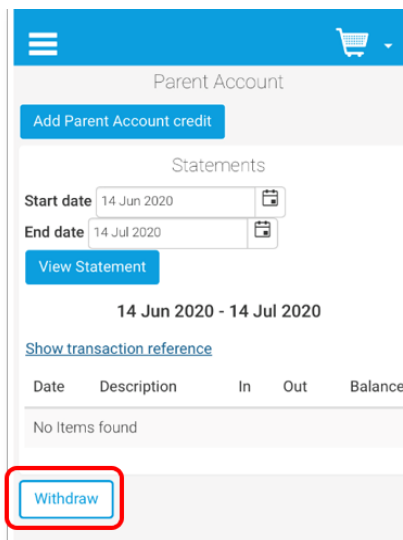 Parent Account
Add Parent Account credit
Statements
Start date 14 Jun 2020
End date 14 Jul 2020
View Statement
14 Jun 2020 - 14 Jul 2020
Show transaction reference
Date Description In Out Balance
No Items found
Withdraw